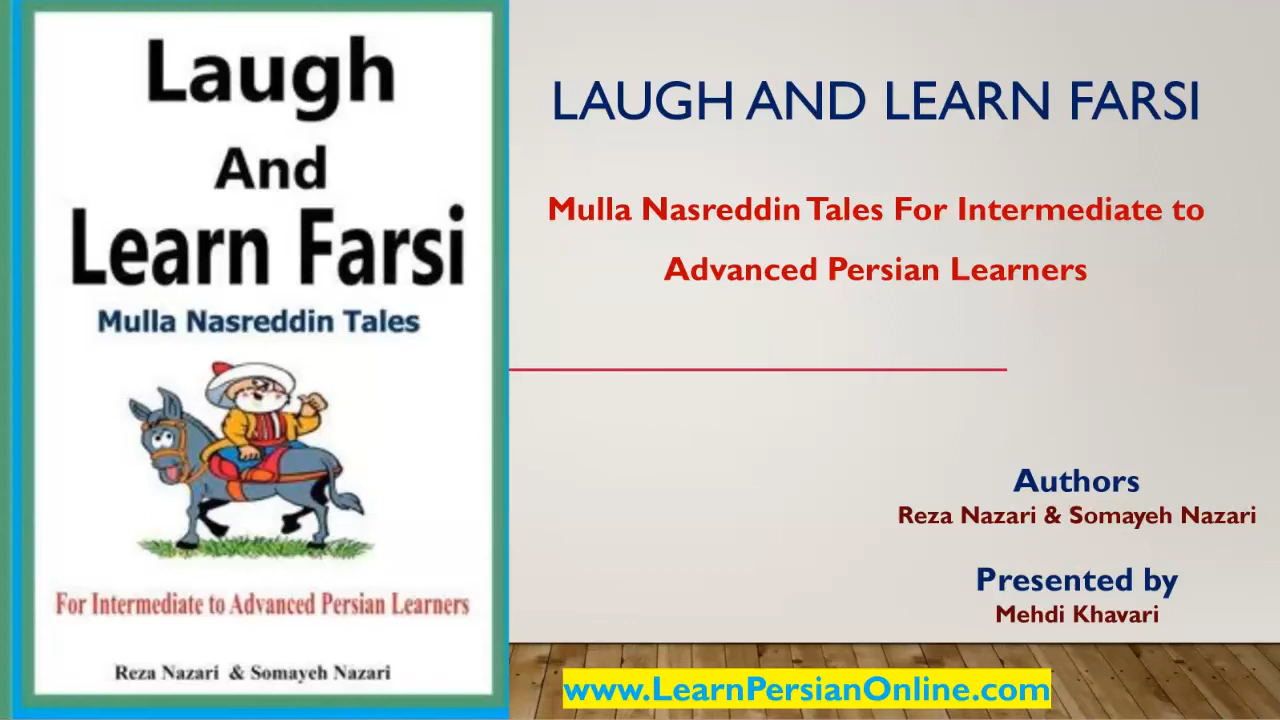 Laugh
And
Learn Farsi
Mulla Nasreddin Tales
For Intermediate to Advanced Persian Learners
Reza Nazari & Somayeh Nazari
LAUGH AND LEARN FARSI
Mulla Nasreddin Tales For Intermediate to
Advanced Persian Learners
Authors
Reza Nazari & Somayeh Nazari
Presented by
Mehdi Khavari
www.LearnPersianOnline.com